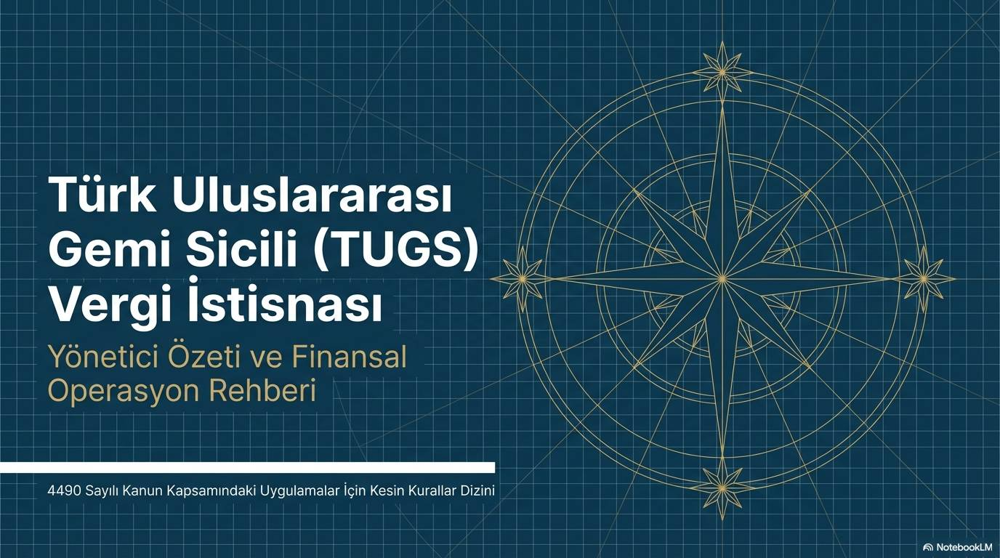 Türk Uluslararası
Gemi Sicili (TUGS)
Vergi İstisnası
Yönetici Özeti ve Finansal
Operasyon Rehberi
4490 Sayılı Kanun Kapsamındaki Uygulamalar İçin Kesin Kurallar Dizini
NotebookLM